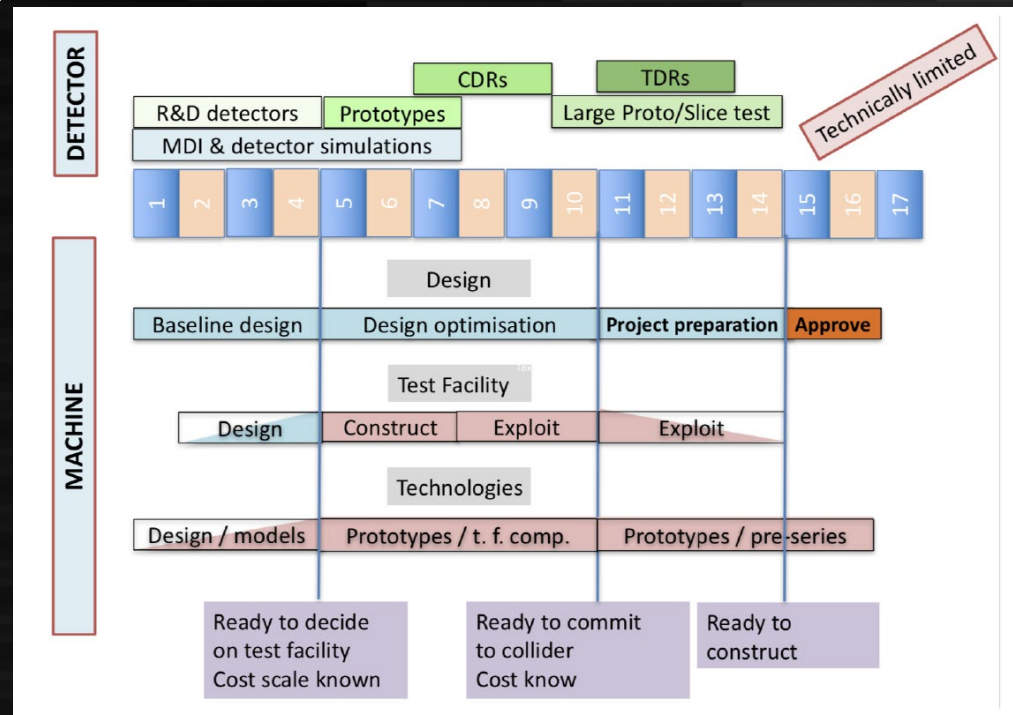 DETECTOR
CDRs
TDRs
Technically limited
R&D detectors
Prototypes
Large Proto/Slice test
MDI & detector simulations
1 2 3 4 5 6 7 8 9 10 11 12 13 14 15 16 17
MACHINE
Design
Baseline design
Design optimisation
Project preparation
Approve
Test Facility
Design
Construct
Exploit
Exploit
Technologies
Design / models
Prototypes / t. f. comp.
Prototypes / pre-series
Ready to decide
on test facility
Cost scale known
Ready to commit
to collider
Cost know
Ready to
construct